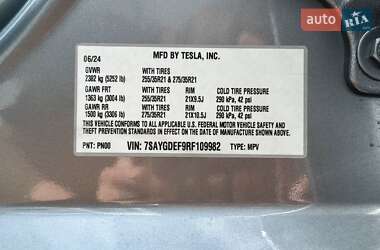 auto RIA.com
MFD BY TESLA, INC.
06/24
GVWR WITH TIRES
2382 kg (5252 lb) 255/35R21 & 275/35R21
GAWR FRT WITH TIRES RIM COLD TIRE PRESSURE
1363 kg (3004 lb) 255/35R21 21X9.5J 290 kPa, 42 psi
GAWR RR WITH TIRES RIM COLD TIRE PRESSURE
1500 kg (3306 lb) 275/35R21 21X10.5J 290 kPa, 42 psi
THIS VEHICLE CONFORMS TO ALL APPLICABLE U.S. FEDERAL MOTOR VEHICLE SAFETY
AND THEFT PREVENTION STANDARDS IN EFFECT ON THE DATE OF MANUFACTURE SHOWN ABOVE.
PNT: PN00 VIN: 7SAYGDEF9RF109982 TYPE: MPV